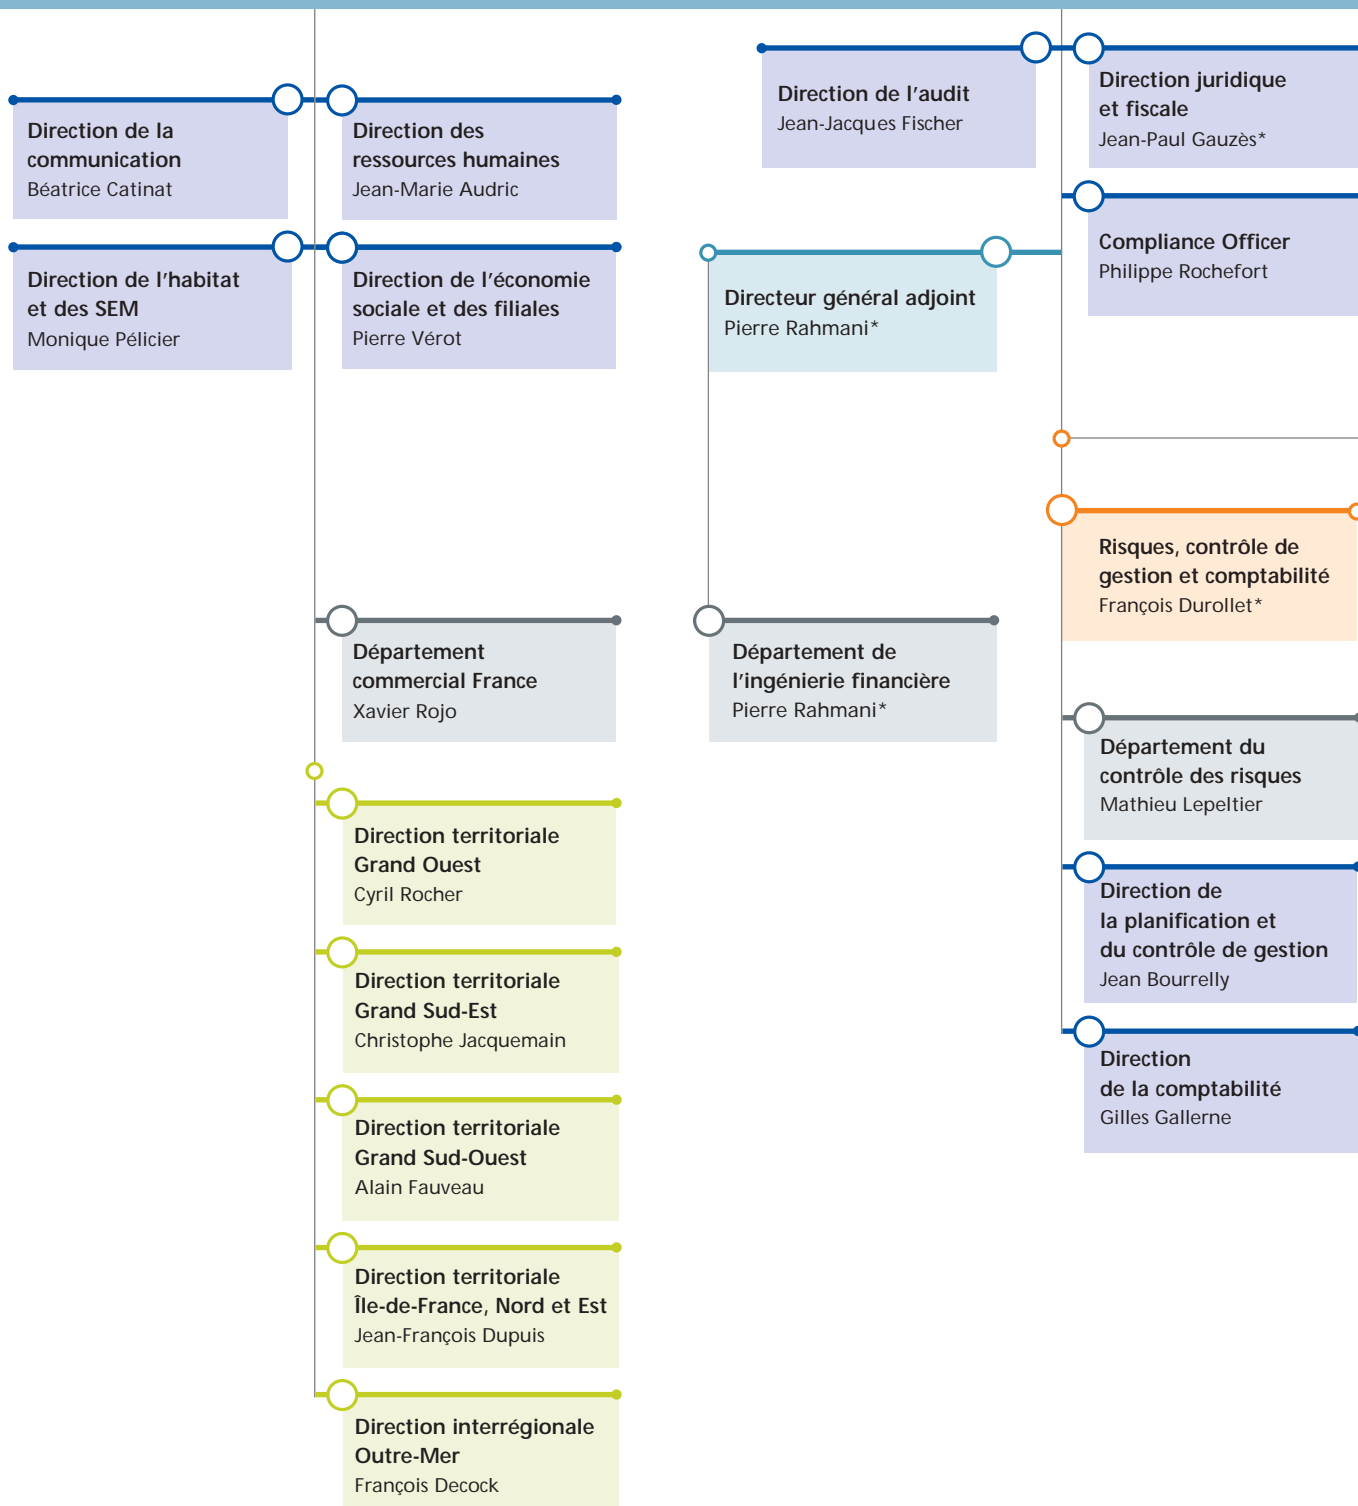 Direction de la
communication
Béatrice Catinat
Direction des
ressources humaines
Jean-Marie Audric
Direction de l'habitat
et des SEM
Monique Pélicier
Direction de l'économie
sociale et des filiales
Pierre Vérot
Département
commercial France
Xavier Rojo
Direction territoriale
Grand Ouest
Cyril Rocher
Direction territoriale
Grand Sud-Est
Christophe Jacquemain
Direction territoriale
Grand Sud-Ouest
Alain Fauveau
Direction territoriale
Île-de-France, Nord et Est
Jean-François Dupuis
Direction interrégionale
Outre-Mer
François Decock
Direction de l'audit
Jean-Jacques Fischer
Direction juridique
et fiscale
Jean-Paul Gauzès*
Compliance Officer
Philippe Rochefort
Directeur général adjoint
Pierre Rahmani*
Département de
l'ingénierie financière
Pierre Rahmani*
Risques, contrôle de
gestion et comptabilité
François Durollet*
Département du
contrôle des risques
Mathieu Lepeltier
Direction de
la planification et
du contrôle de gestion
Jean Bourrelly
Direction
de la comptabilité
Gilles Gallerne